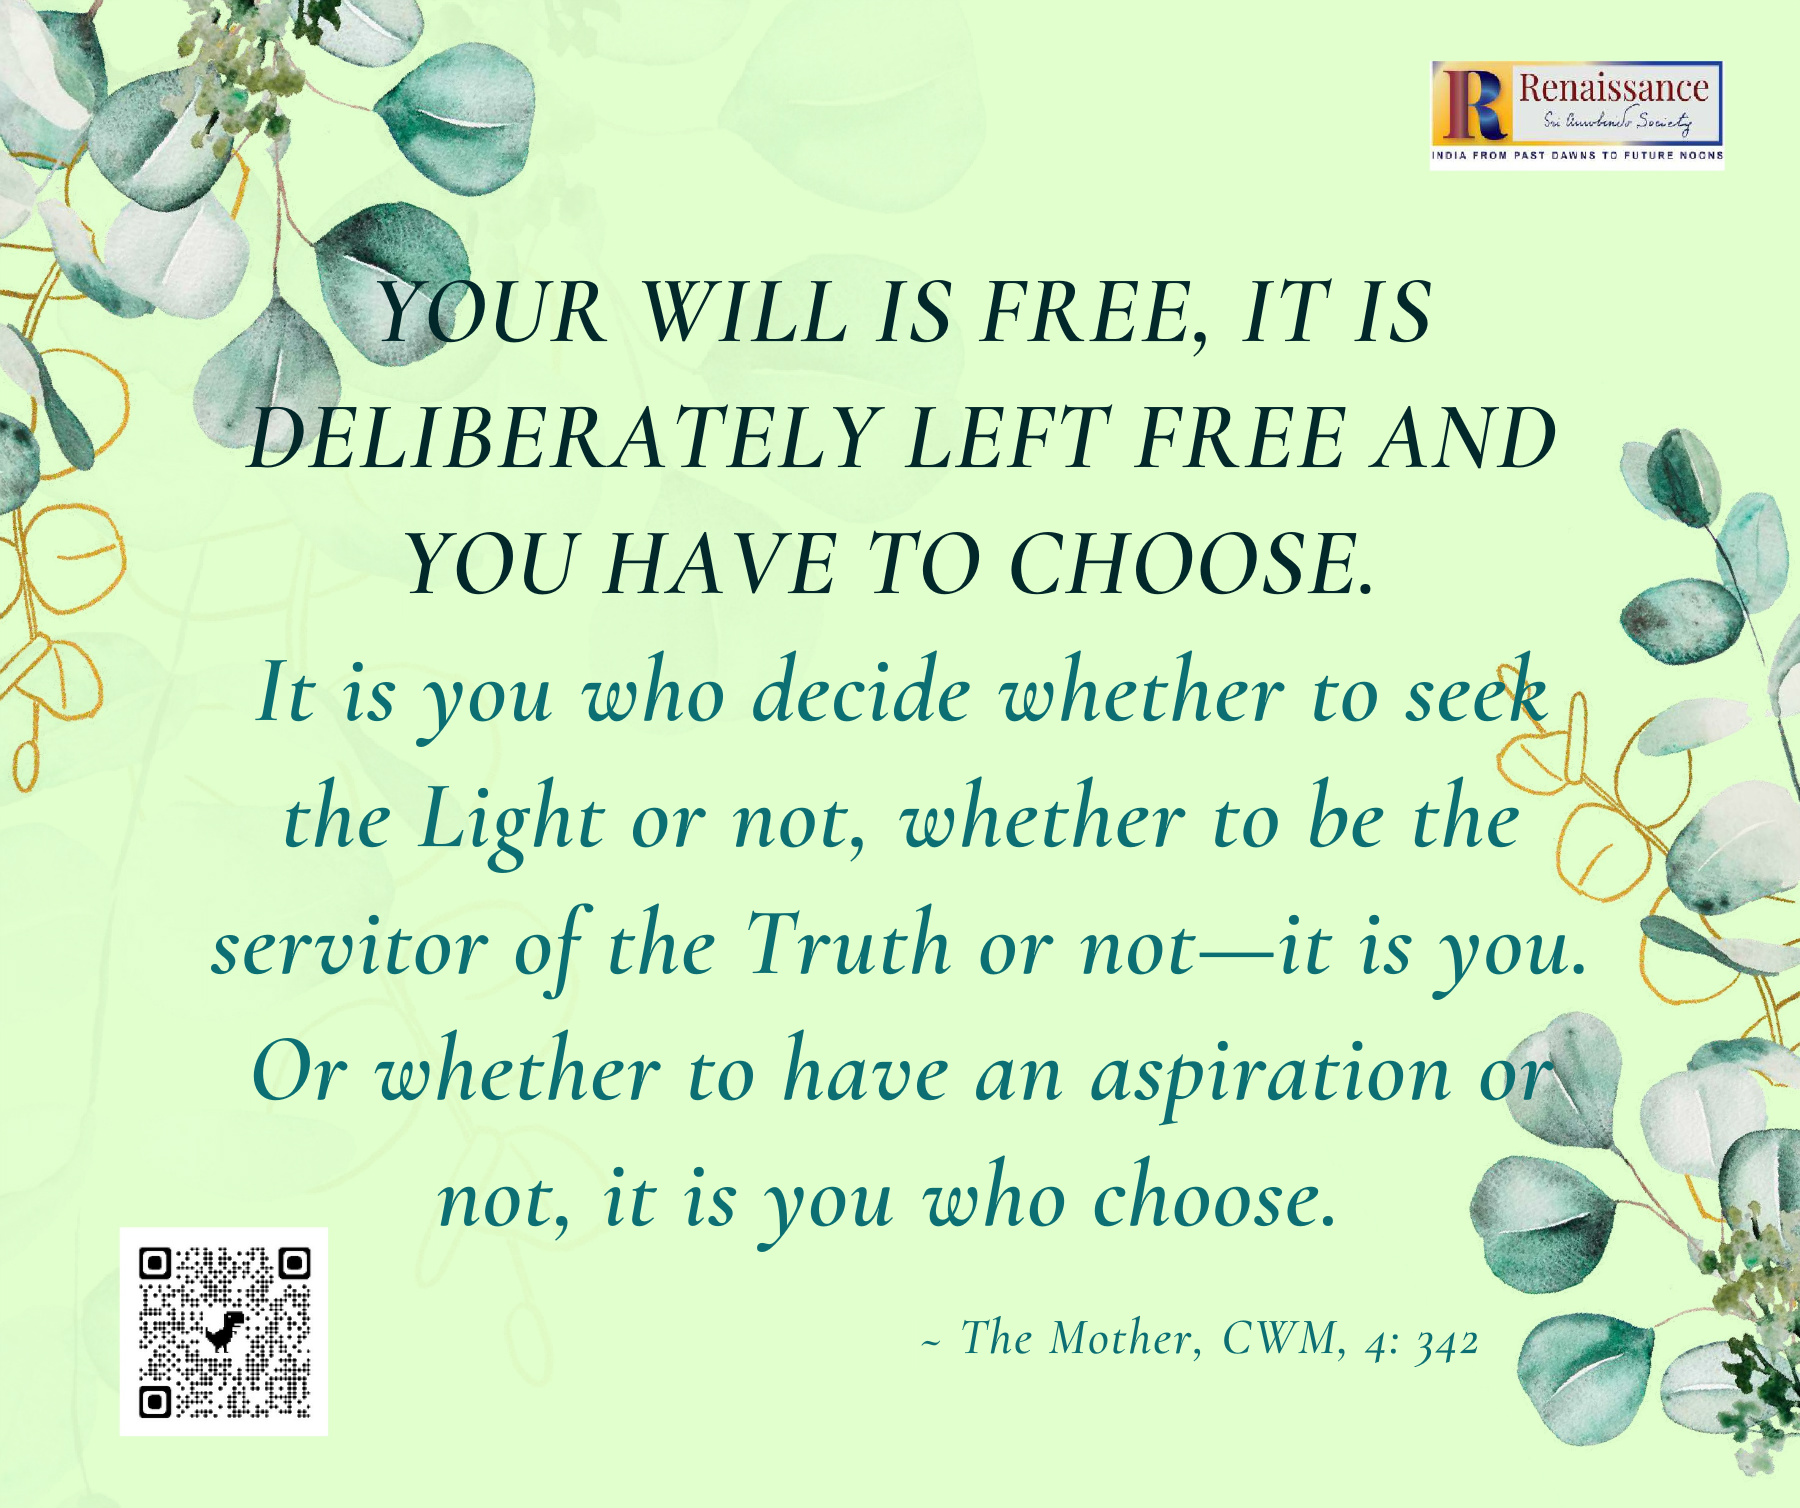 R Renaissance
Sri Aurobindo Society
INDIA FROM PAST DAWNS TO FUTURE NOONS
YOUR WILL IS FREE, IT IS
DELIBERATELY LEFT FREE AND
YOU HAVE TO CHOOSE.
It is you who decide whether to seek
the Light or not, whether to be the
servitor of the Truth or not—it is you.
Or whether to have an aspiration or
not, it is you who choose.
~ The Mother, CWM, 4: 342